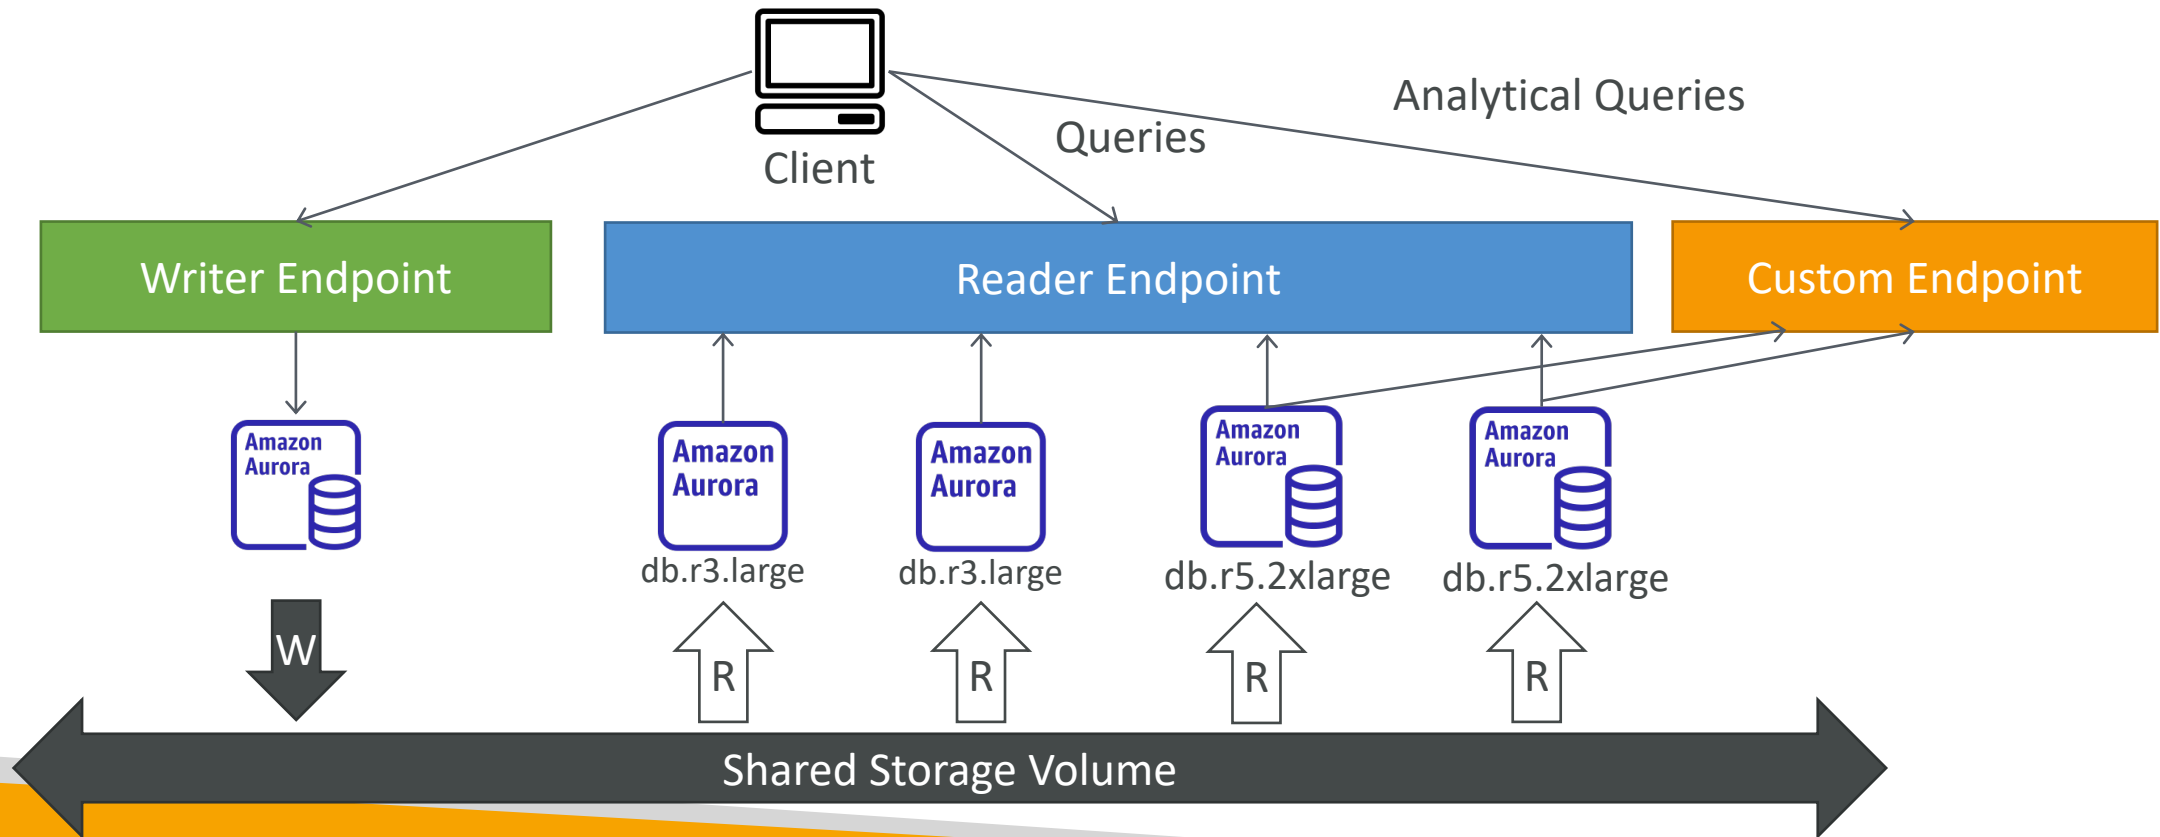 Client
Queries
Analytical Queries
Writer Endpoint
Reader Endpoint
Custom Endpoint
Amazon
Aurora
Amazon
Aurora
db.r3.large
Amazon
Aurora
db.r3.large
Amazon
Aurora
db.r5.2xlarge
Amazon
Aurora
db.r5.2xlarge
W
R
R
R
R
Shared Storage Volume